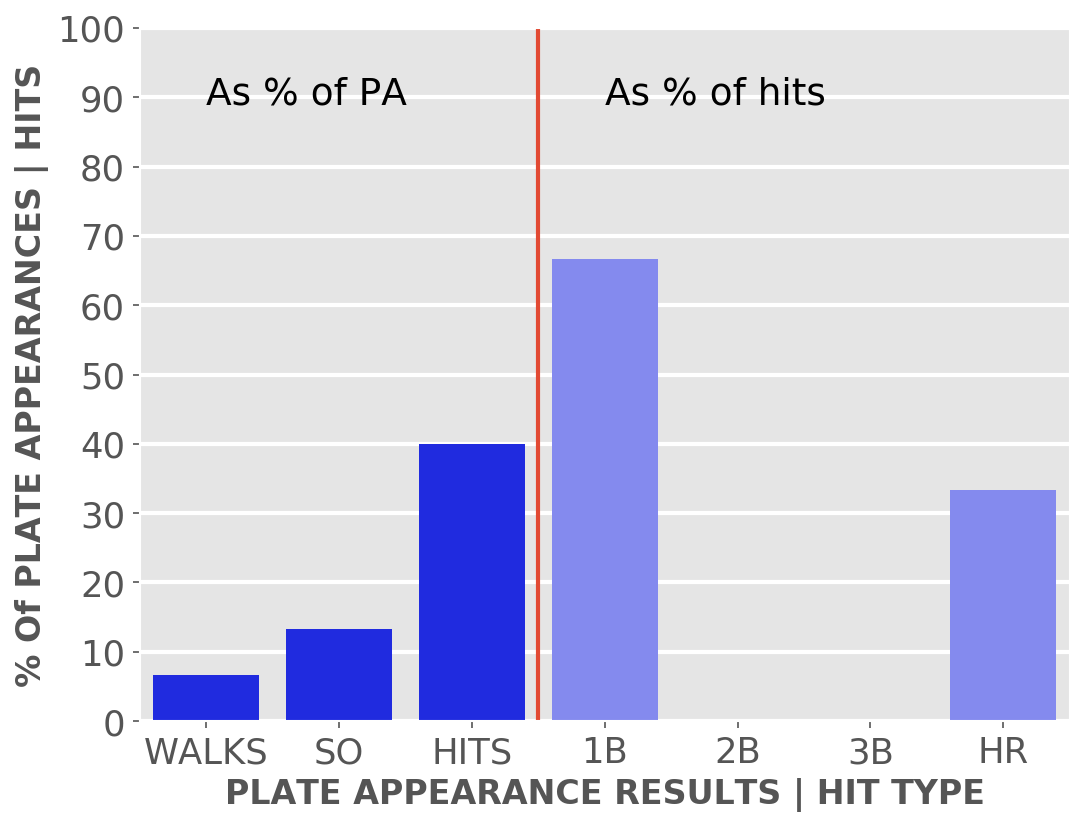 % Of PLATE APPEARANCES | HITS
100
90
80
70
60
50
40
30
20
10
0
As % of PA
As % of hits
WALKS SO HITS 1B 2B 3B HR
PLATE APPEARANCE RESULTS | HIT TYPE